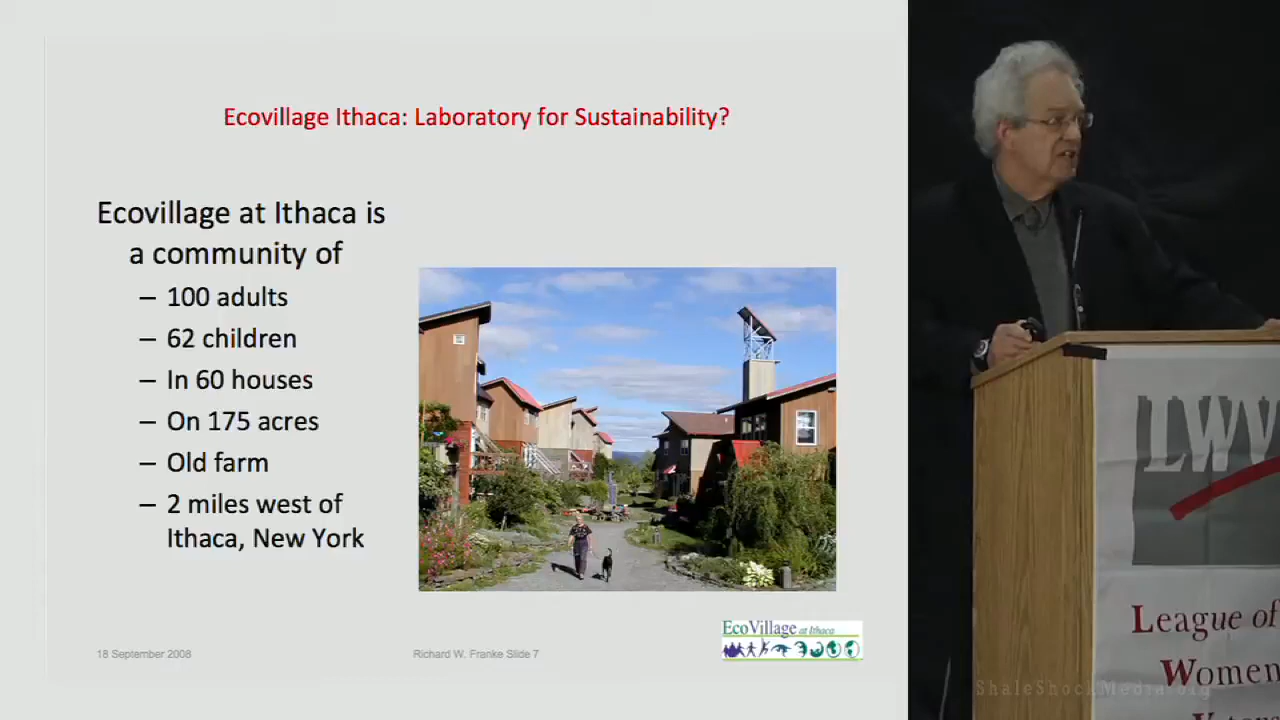 Ecovillage Ithaca: Laboratory for Sustainability?
Ecovillage at Ithaca is
a community of
– 100 adults
– 62 children
– In 60 houses
– On 175 acres
– Old farm
– 2 miles west of
Ithaca, New York
18 September 2008
Richard W. Franke Slide 7
EcoVillage at Ithaca
LWV
League of
Women
ShaleShockMedia.org